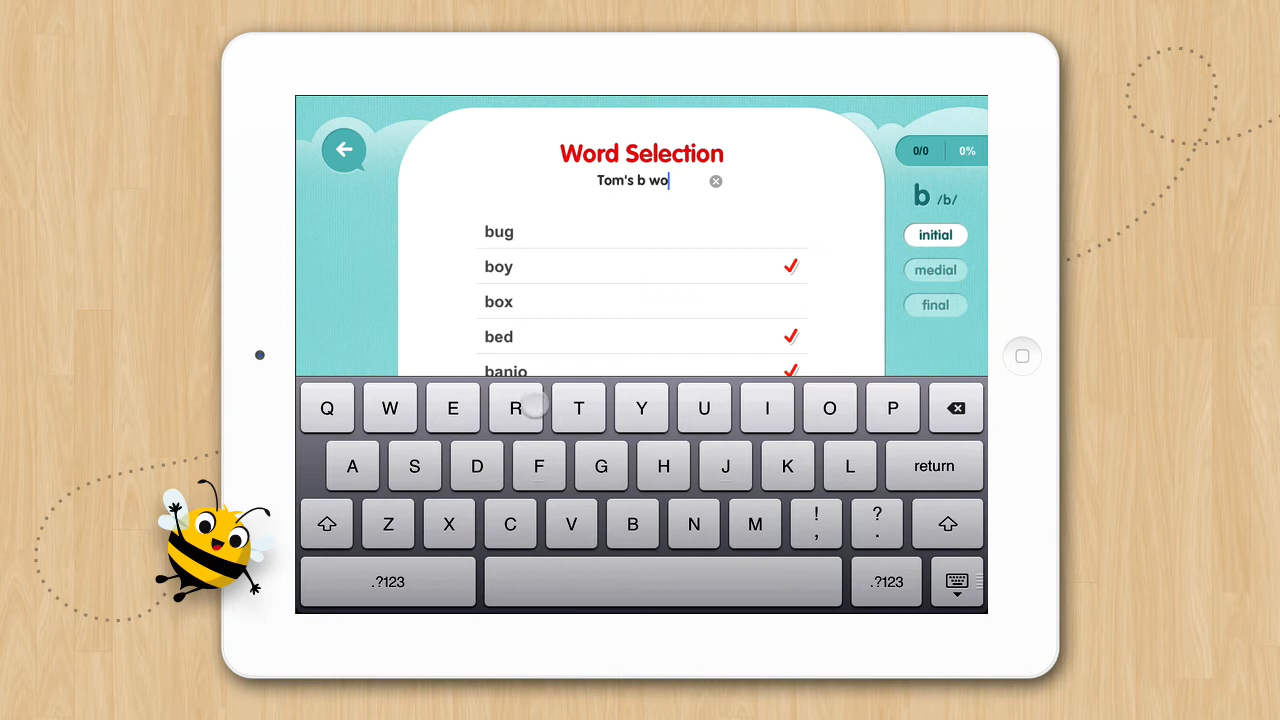 Word Selection
Tom's b wo
0/0 0%
b /b/
initial
medial
final
bug
boy
box
bed
banjo
Q W E R T Y U I O P
A S D F G H J K L return
Z X C V B N M ! , ? .
.?123 .?123